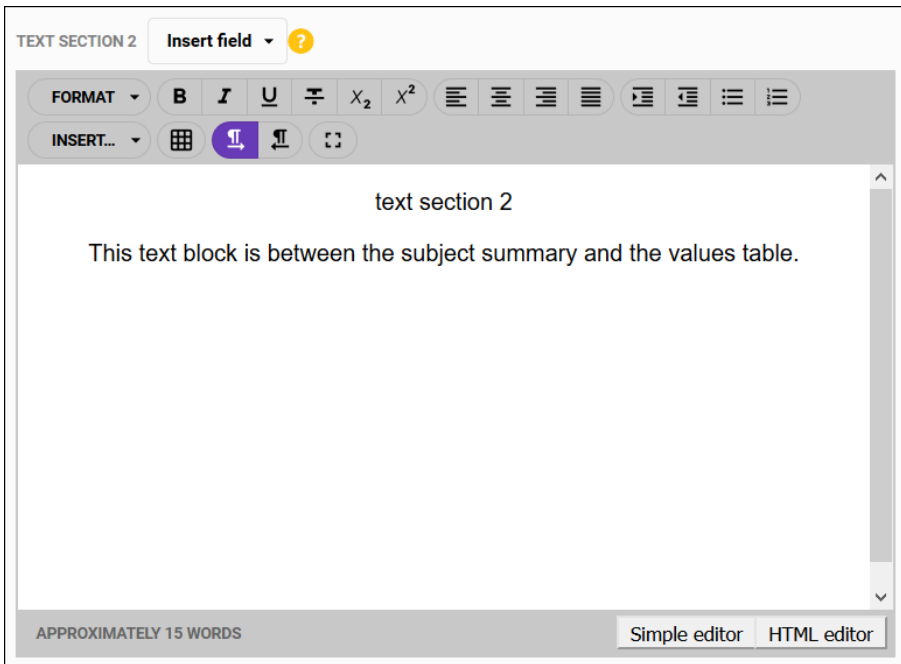 TEXT SECTION 2 Insert field ?
FORMAT B I U T X2 X²
INSERT...
text section 2
This text block is between the subject summary and the values table.
APPROXIMATELY 15 WORDS Simple editor HTML editor